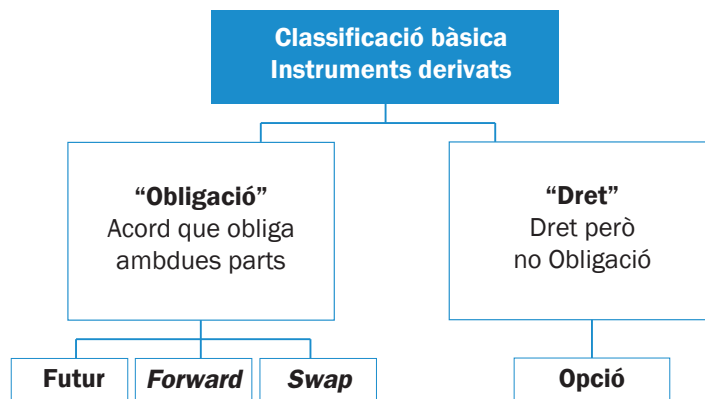 Classificació bàsica
Instruments derivats
“Obligació”
Acord que obliga
ambdues parts
“Dret”
Dret però
no Obligació
Futur
Forward
Swap
Opció